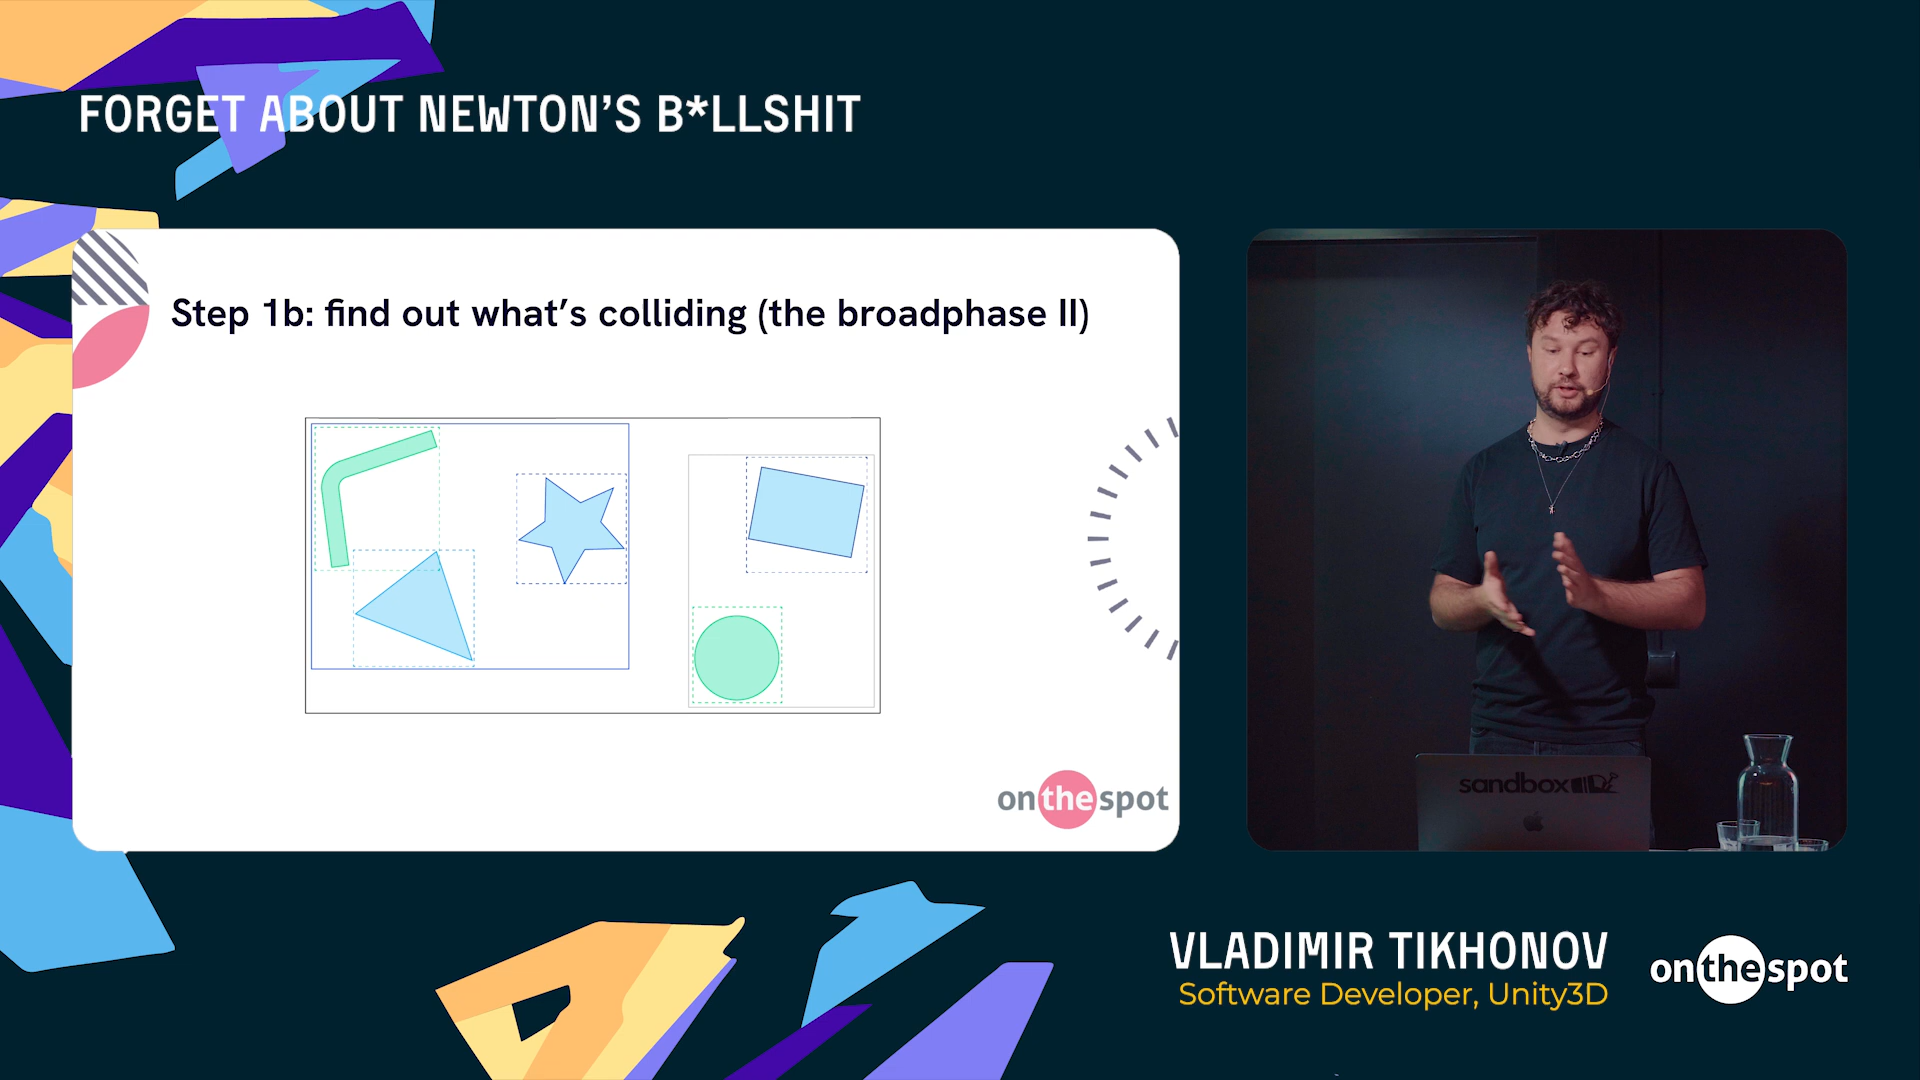 FORGET ABOUT NEWTON'S B*LLSHIT
Step 1b: find out what's colliding (the broadphase II)
onthespot
sandbox
VLADIMIR TIKHONOV
Software Developer, Unity3D
onthespot